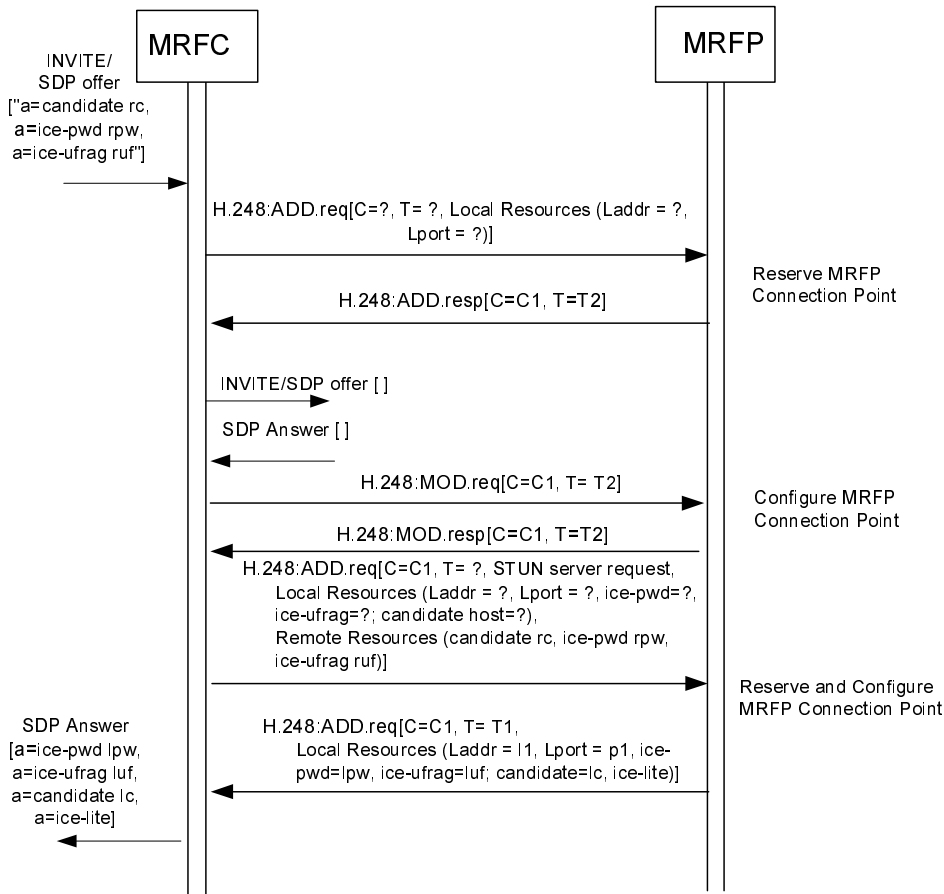 MRFC
MRFP
INVITE/
SDP offer
["a=candidate rc,
a=ice-pwd rpw,
a=ice-ufrag ruf"]
H.248:ADD.req[C=?, T= ?, Local Resources (Laddr = ?,
Lport = ?)]
Reserve MRFP
Connection Point
H.248:ADD.resp[C=C1, T=T2]
INVITE/SDP offer [ ]
SDP Answer [ ]
H.248:MOD.req[C=C1, T= T2]
Configure MRFP
Connection Point
H.248:MOD.resp[C=C1, T=T2]
H.248:ADD.req[C=C1, T= ?, STUN server request,
Local Resources (Laddr = ?, Lport = ?, ice-pwd=?,
ice-ufrag=?; candidate host=?),
Remote Resources (candidate rc, ice-pwd rpw,
ice-ufrag ruf)]
Reserve and Configure
MRFP Connection Point
H.248:ADD.req[C=C1, T= T1,
Local Resources (Laddr = l1, Lport = p1, ice-
pwd=lpw, ice-ufrag=luf; candidate=lc, ice-lite)]
SDP Answer
[a=ice-pwd lpw,
a=ice-ufrag luf,
a=candidate lc,
a=ice-lite]